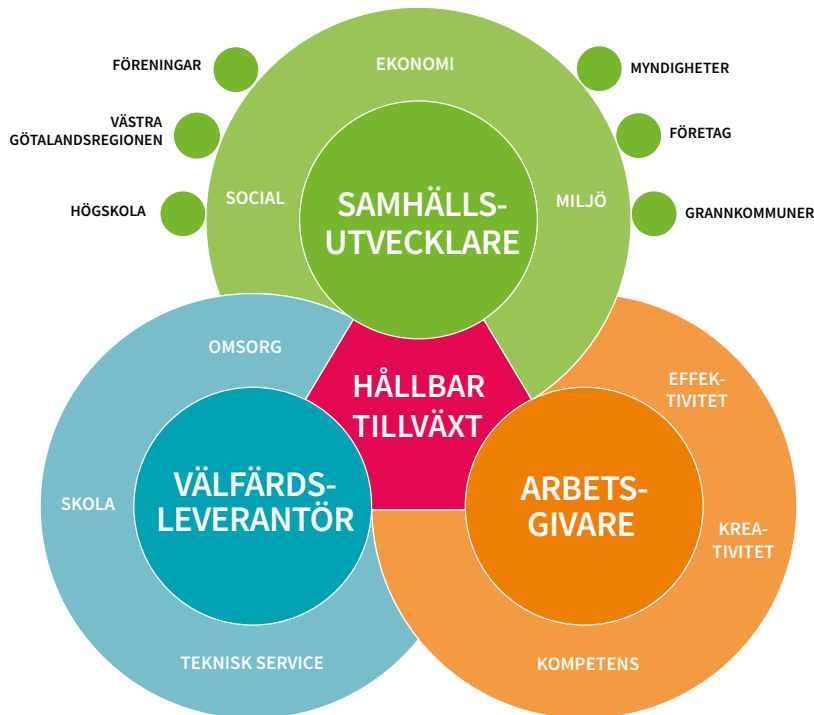 FÖRENINGAR
EKONOMI
MYNDIGHETER
VÄSTRA
GÖTALANDSREGIONEN
FÖRETAG
HÖGSKOLA
SOCIAL
SAMHÄLLS-
UTVECKLARE
MILJÖ
GRANNKOMMUNER
OMSORG
HÅLLBAR
TILLVÄXT
EFFEK-
TIVITET
SKOLA
VÄLFÄRDS-
LEVERANTÖR
ARBETS-
GIVARE
KREA-
TIVITET
TEKNISK SERVICE
KOMPETENS